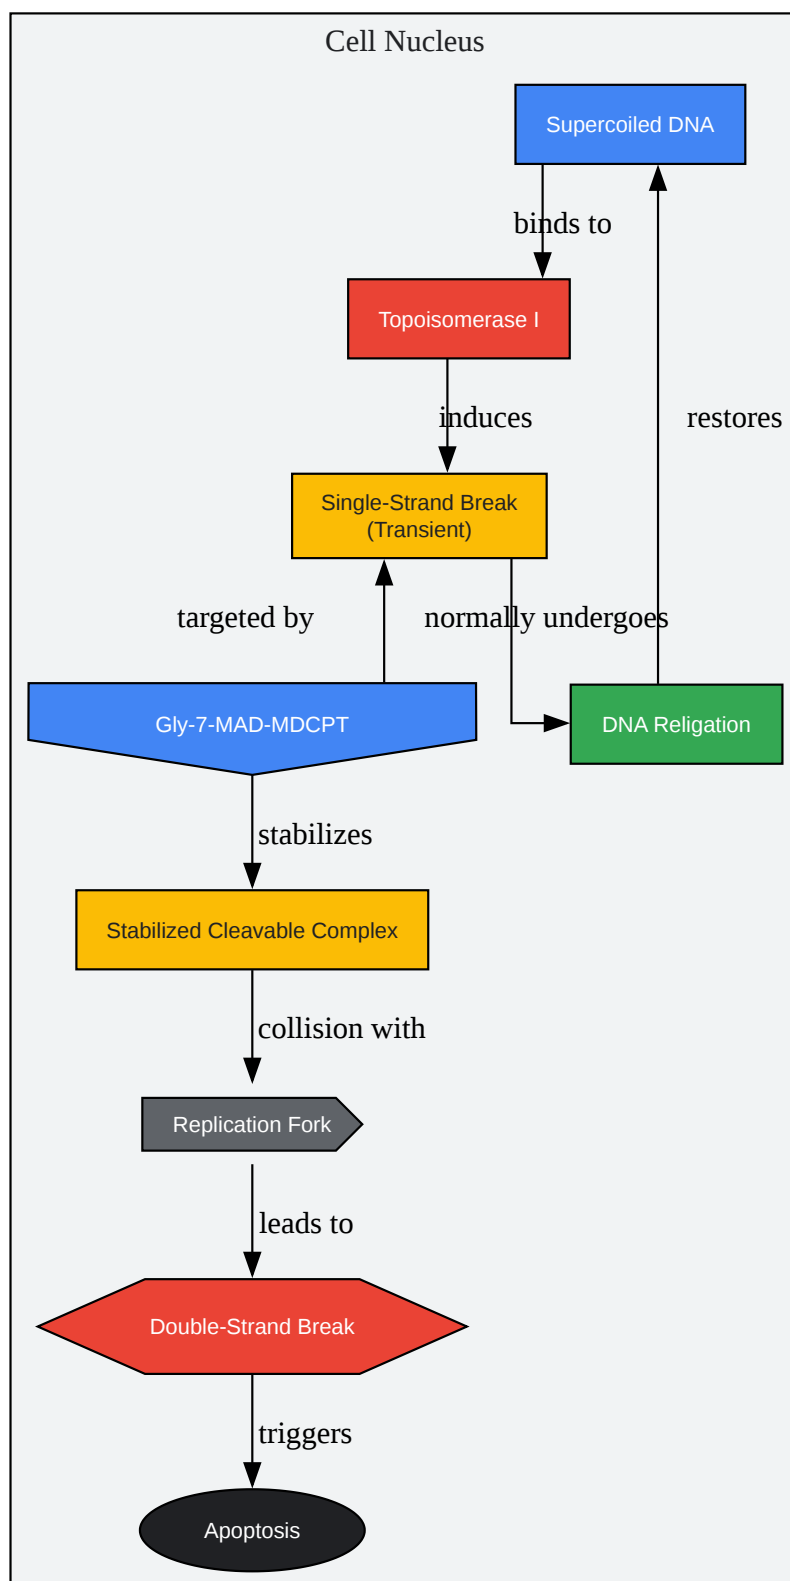 Cell Nucleus
Supercoiled DNA
binds to
Topoisomerase I
induces
restores
Single-Strand Break
(Transient)
targeted by
normally undergoes
Gly-7-MAD-MDCPT
DNA Religation
stabilizes
Stabilized Cleavable Complex
collision with
Replication Fork
leads to
Double-Strand Break
triggers
Apoptosis